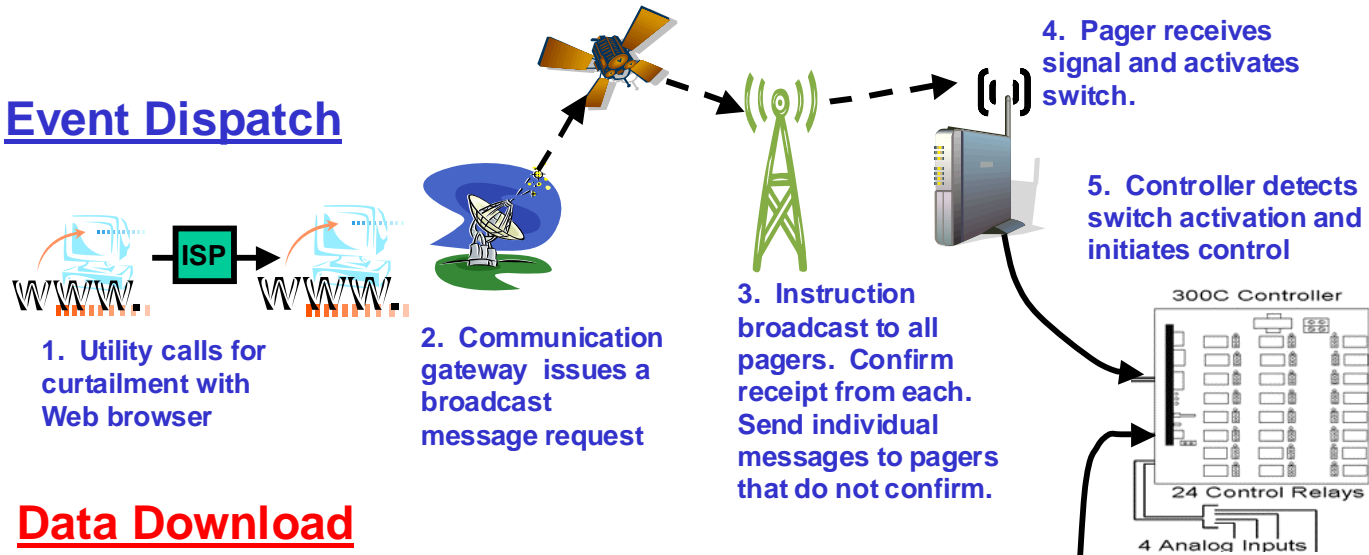 Event Dispatch
WWW.
ISP
WWW.
1. Utility calls for
curtailment with
Web browser
2. Communication
gateway issues a
broadcast
message request
3. Instruction
broadcast to all
pagers. Confirm
receipt from each.
Send individual
messages to pagers
that do not confirm.
4. Pager receives
signal and activates
switch.
5. Controller detects
switch activation and
initiates control
300C Controller
24 Control Relays
4 Analog Inputs
Data Download